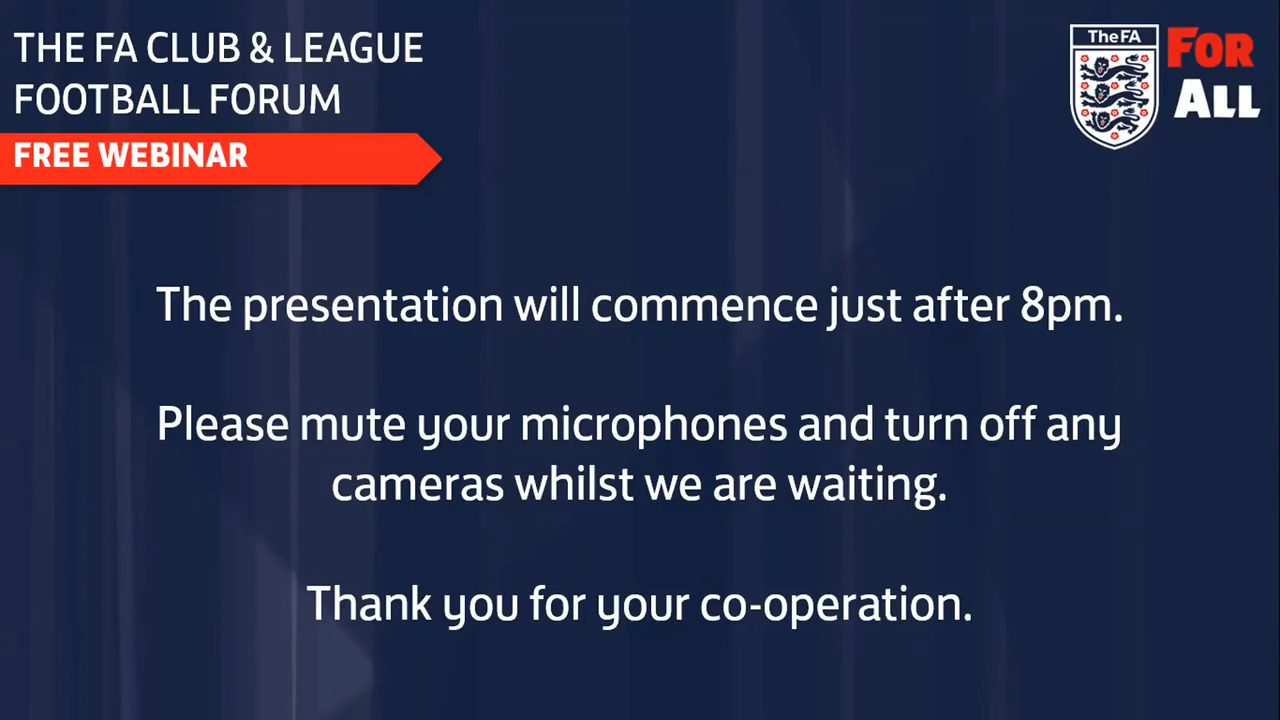 THE FA CLUB & LEAGUE
FOOTBALL FORUM
FREE WEBINAR
TheFA
FOR
ALL
The presentation will commence just after 8pm.
Please mute your microphones and turn off any
cameras whilst we are waiting.
Thank you for your co-operation.